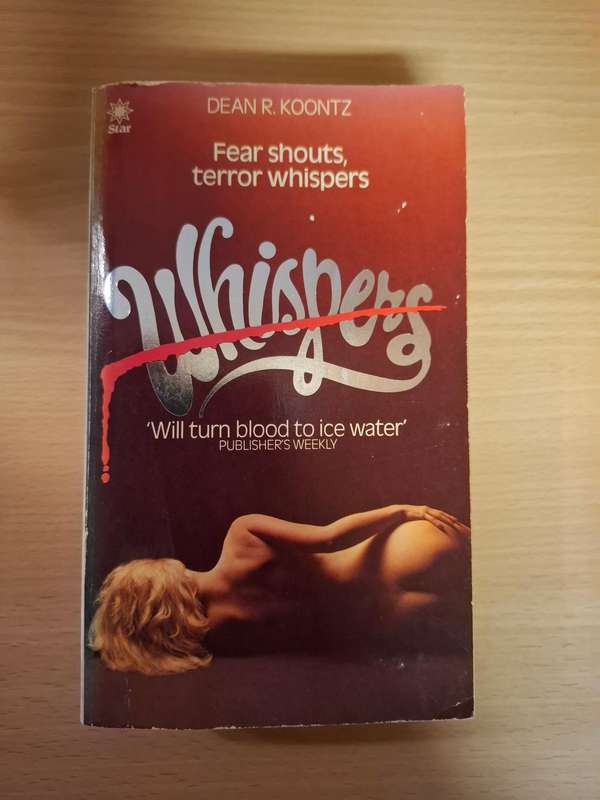 Star
DEAN R. KOONTZ
Fear shouts,
terror whispers
Whispers
'Will turn blood to ice water'
PUBLISHER'S WEEKLY